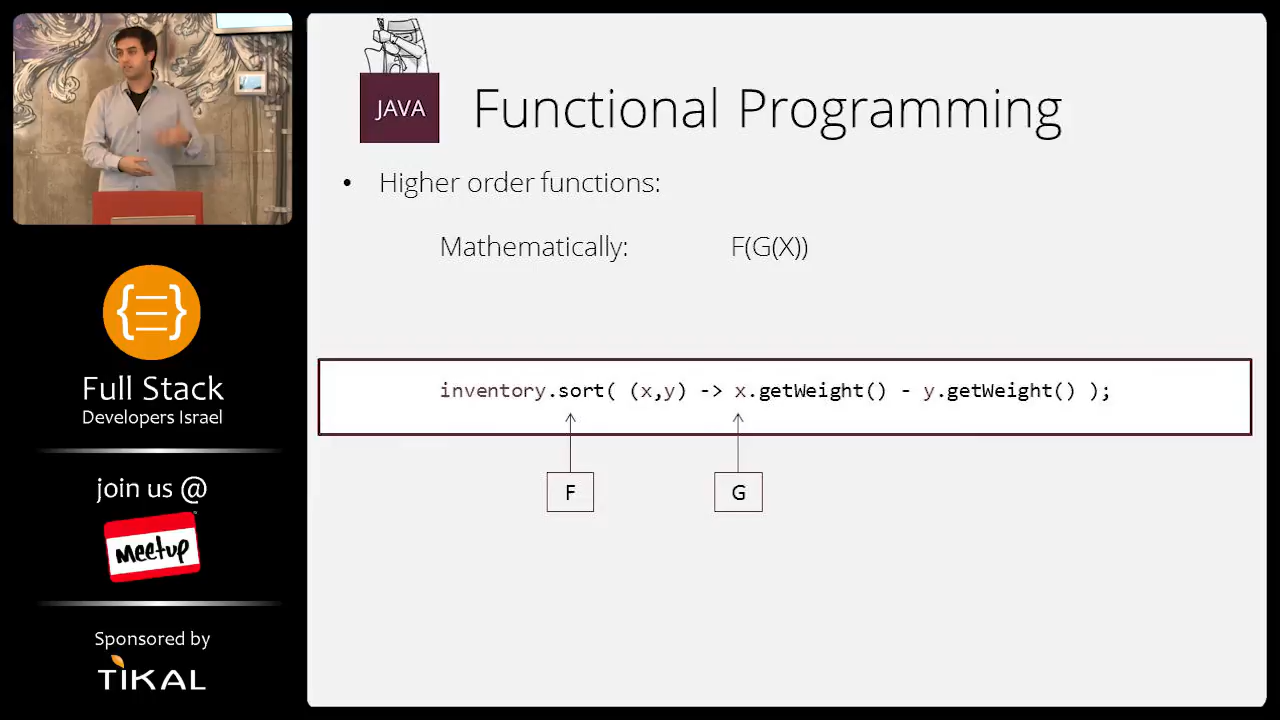 JAVA
Functional Programming
• Higher order functions:
Mathematically: F(G(X))
inventory.sort( (x,y) -> x.getWeight() - y.getWeight() );
F
G
{☰}
Full Stack
Developers Israel
join us @
Meetup
Sponsored by
TIKAL